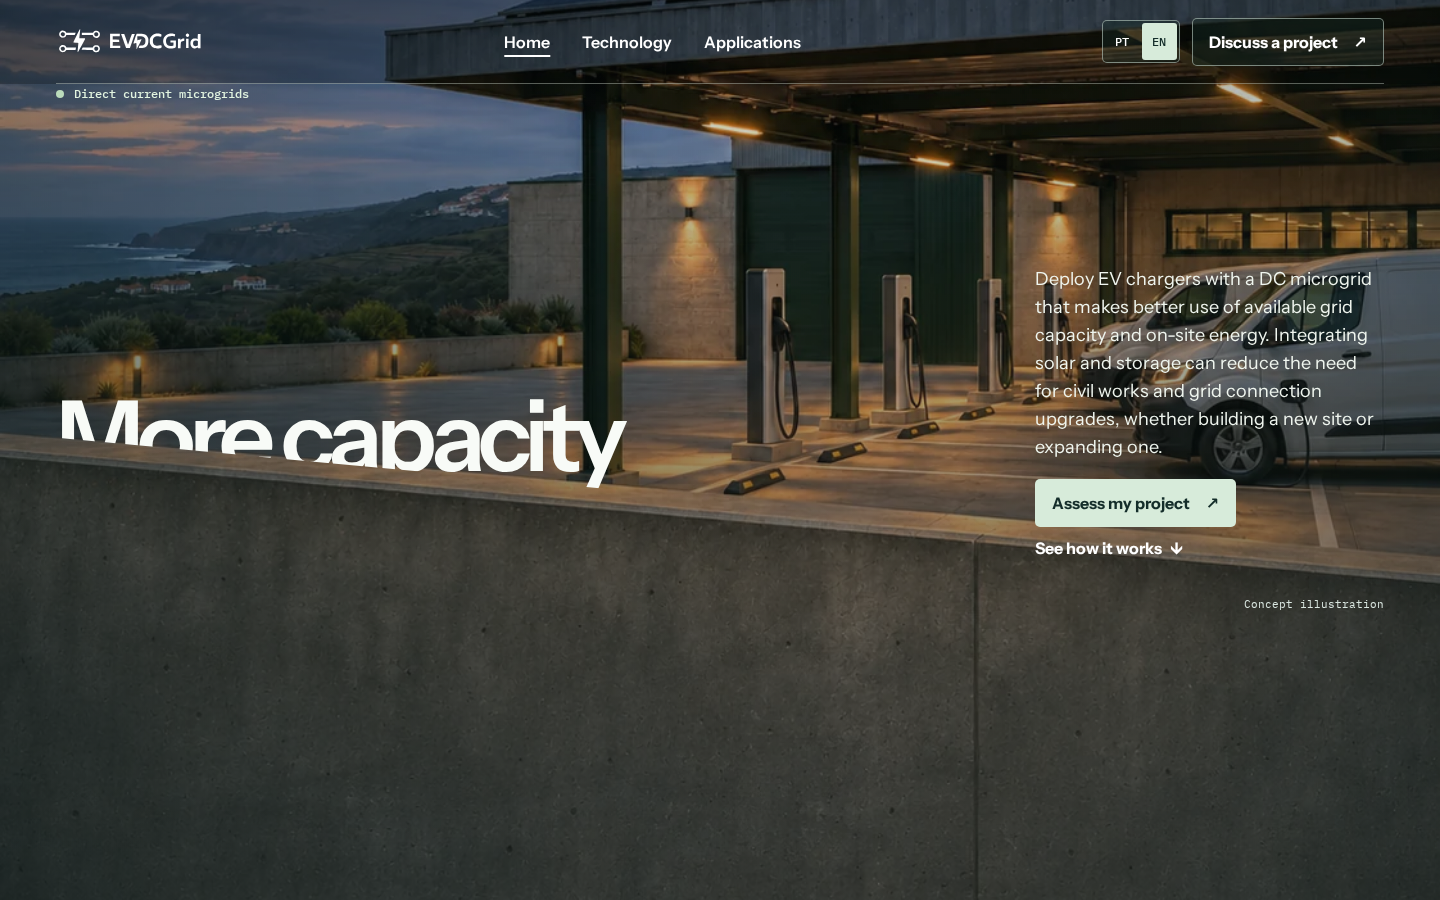 EVDCGrid
Home
Technology
Applications
PT
EN
Discuss a project ↗
Direct current microgrids
Deploy EV chargers with a DC microgrid
that makes better use of available grid
capacity and on-site energy. Integrating
solar and storage can reduce the need
for civil works and grid connection
upgrades, whether building a new site or
expanding one.
More capacity
Assess my project ↗
See how it works ↓
Concept illustration